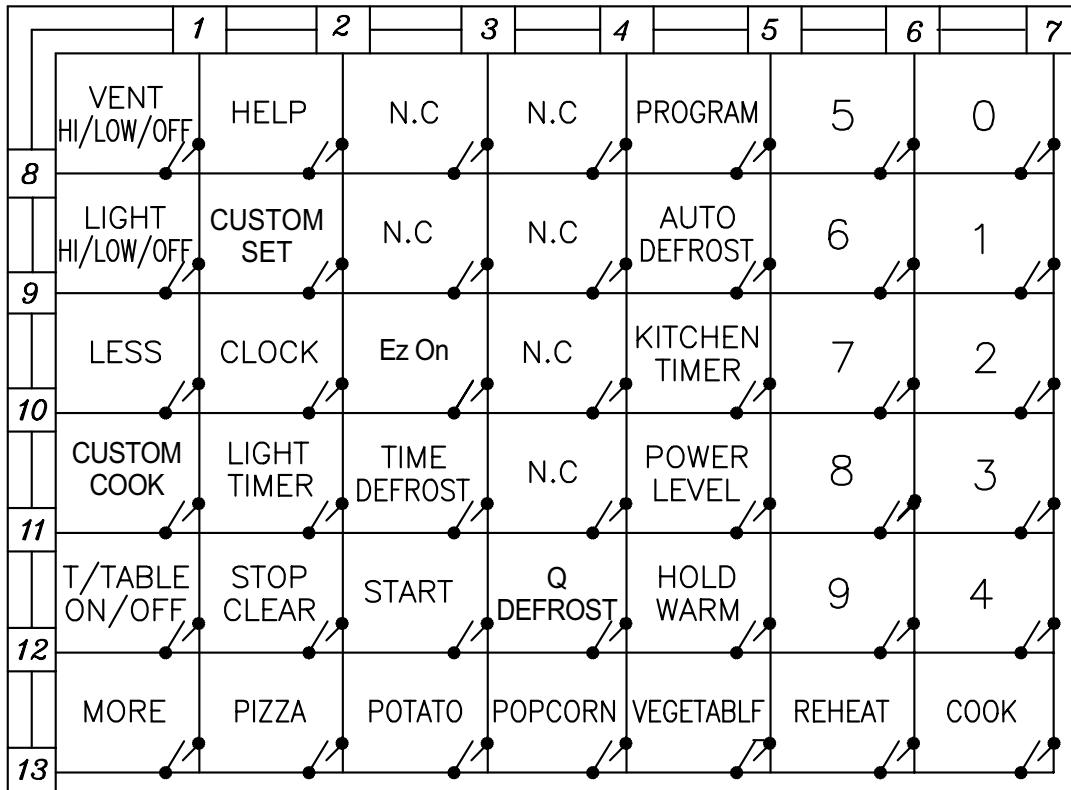 1 2 3 4 5 6 7
VENT HELP N.C N.C PROGRAM 5 0
HI/LOW/OFF
8
LIGHT CUSTOM N.C N.C AUTO 6 1
HI/LOW/OFF SET DEFROST
9
LESS CLOCK Ez On N.C KITCHEN 7 2
TIMER
10
CUSTOM LIGHT TIME N.C POWER 8 3
COOK TIMER DEFROST LEVEL
11
T/TABLE STOP START Q HOLD 9 4
ON/OFF CLEAR DEFROST WARM
12
MORE PIZZA POTATO POPCORN VEGETABLF REHEAT COOK
13